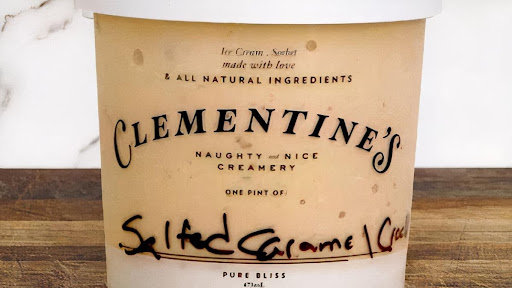 Ice Cream . Sorbet
made with love
& ALL NATURAL INGREDIENTS
CLEMENTINE'S
NAUGHTY and NICE
CREAMERY
ONE PINT OF:
Salted Caramel
PURE BLISS
473mL